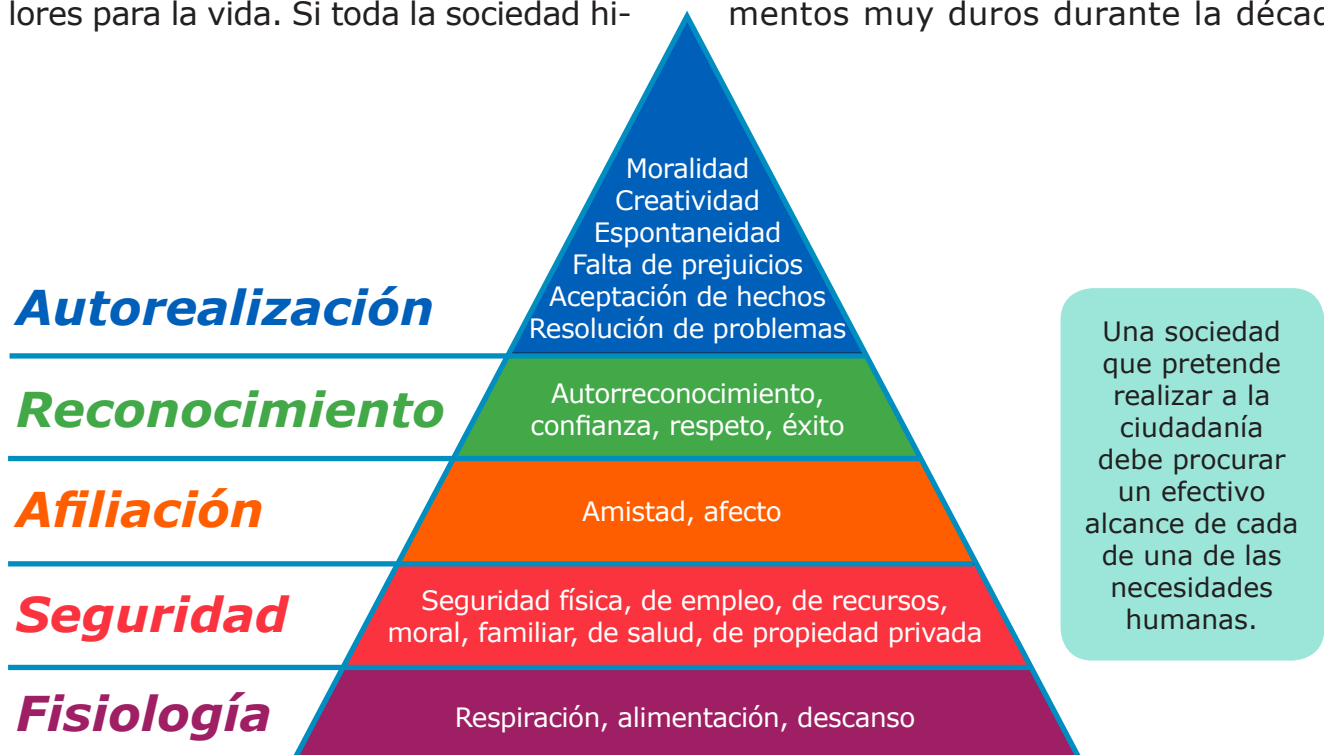 lores para la vida. Si toda la sociedad hi-
mentos muy duros durante la décad
Moralidad
Creatividad
Espontaneidad
Falta de prejuicios
Aceptación de hechos
Resolución de problemas
Autorealización
Reconocimiento
Autorreconocimiento,
confianza, respeto, éxito
Afiliación
Amistad, afecto
Seguridad
Seguridad física, de empleo, de recursos,
moral, familiar, de salud, de propiedad privada
Fisiología
Respiración, alimentación, descanso
Una sociedad
que pretende
realizar a la
ciudadanía
debe procurar
un efectivo
alcance de cada
de una de las
necesidades
humanas.